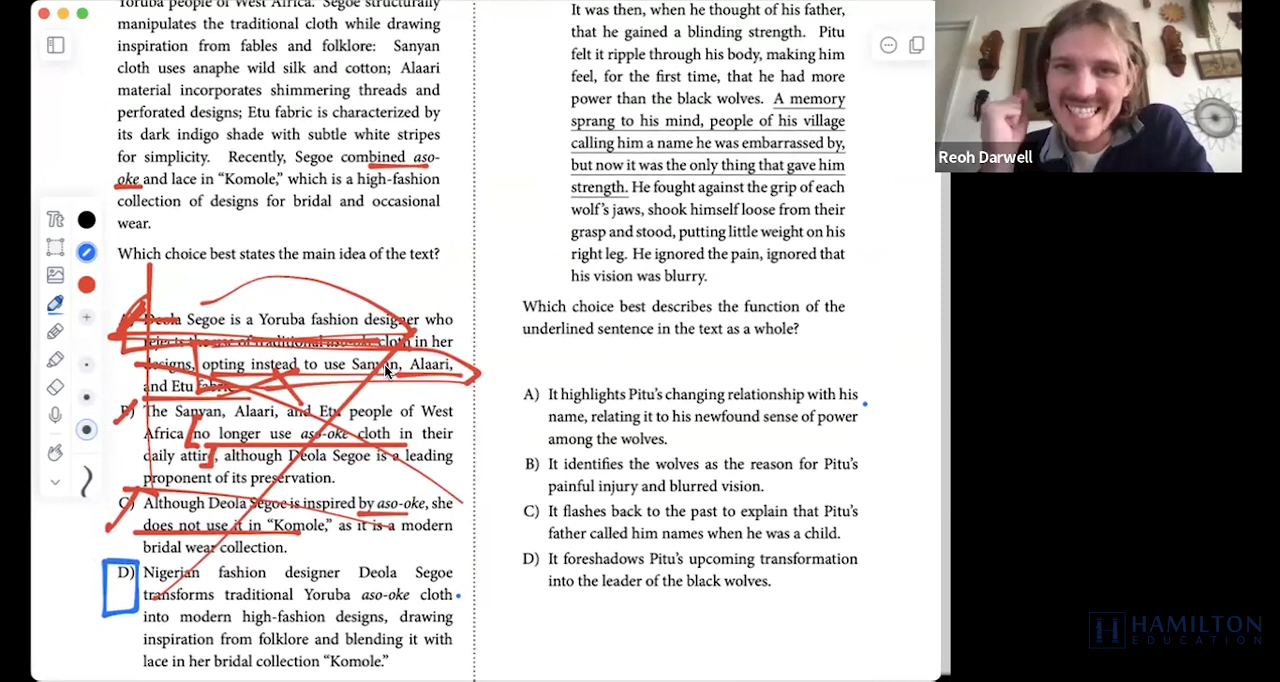 Yoruba people of West Africa. Segoe structurally
manipulates the traditional cloth while drawing
inspiration from fables and folklore: Sanyan
cloth uses anaphe wild silk and cotton; Alaari
material incorporates shimmering threads and
perforated designs; Etu fabric is characterized by
its dark indigo shade with subtle white stripes
for simplicity. Recently, Segoe combined aso-
oke and lace in “Komole,” which is a high-fashion
collection of designs for bridal and occasional
wear.
Which choice best states the main idea of the text?
A) Deola Segoe is a Yoruba fashion designer who
rejects the use of traditional aso-oke cloth in her
designs, opting instead to use Sanyan, Alaari,
and Etu fabric.
B) The Sanyan, Alaari, and Etu people of West
Africa no longer use aso-oke cloth in their
daily attire, although Deola Segoe is a leading
proponent of its preservation.
C) Although Deola Segoe is inspired by aso-oke, she
does not use it in “Komole,” as it is a modern
bridal wear collection.
D) Nigerian fashion designer Deola Segoe
transforms traditional Yoruba aso-oke cloth
into modern high-fashion designs, drawing
inspiration from folklore and blending it with
lace in her bridal collection “Komole.”
It was then, when he thought of his father,
that he gained a blinding strength. Pitu
felt it ripple through his body, making him
feel, for the first time, that he had more
power than the black wolves. A memory
sprang to his mind, people of his village
calling him a name he was embarrassed by,
but now it was the only thing that gave him
strength. He fought against the grip of each
wolf’s jaws, shook himself loose from their
grasp and stood, putting little weight on his
right leg. He ignored the pain, ignored that
his vision was blurry.
Which choice best describes the function of the
underlined sentence in the text as a whole?
A) It highlights Pitu’s changing relationship with his
name, relating it to his newfound sense of power
among the wolves.
B) It identifies the wolves as the reason for Pitu’s
painful injury and blurred vision.
C) It flashes back to the past to explain that Pitu’s
father called him names when he was a child.
D) It foreshadows Pitu’s upcoming transformation
into the leader of the black wolves.
Tt
Reoh Darwell
HAMILTON
EDUCATION